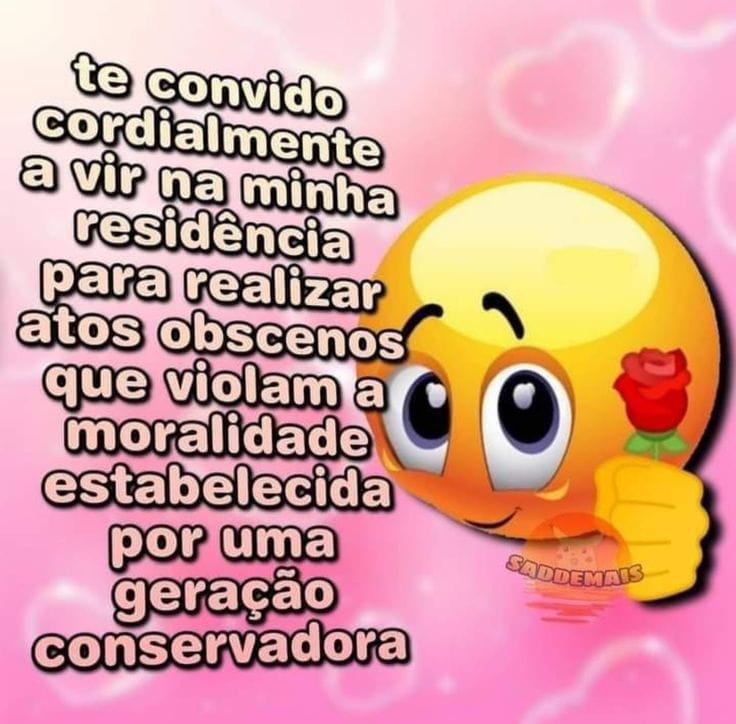 te convido
cordialmente
a vir na minha
residência
para realizar
atos obscenos
que violam a
moralidade
estabelecida
por uma
geração
conservadora
SADDEMAIS